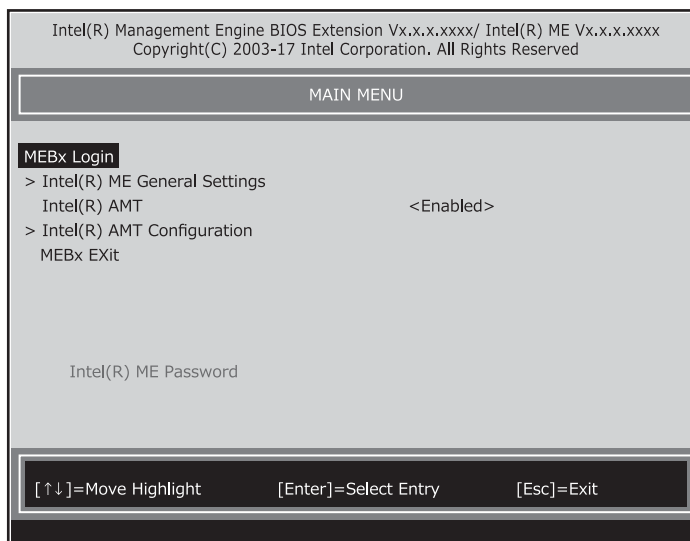 Intel(R) Management Engine BIOS Extension Vx.x.x.xxxx/ Intel(R) ME Vx.x.x.xxxx
Copyright(C) 2003-17 Intel Corporation. All Rights Reserved
MAIN MENU
MEBx Login
> Intel(R) ME General Settings
Intel(R) AMT <Enabled>
> Intel(R) AMT Configuration
MEBx EXit
Intel(R) ME Password
[↑↓]=Move Highlight [Enter]=Select Entry [Esc]=Exit